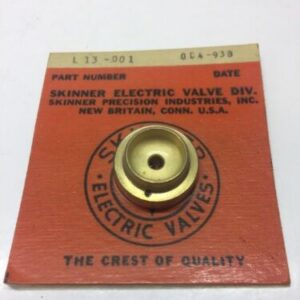 L 13-001 004-938
PART NUMBER DATE
SKINNER ELECTRIC VALVE DIV.
SKINNER PRECISION INDUSTRIES, INC.
NEW BRITAIN, CONN. U.S.A.
ELECTRIC VALVES
THE CREST OF QUALITY